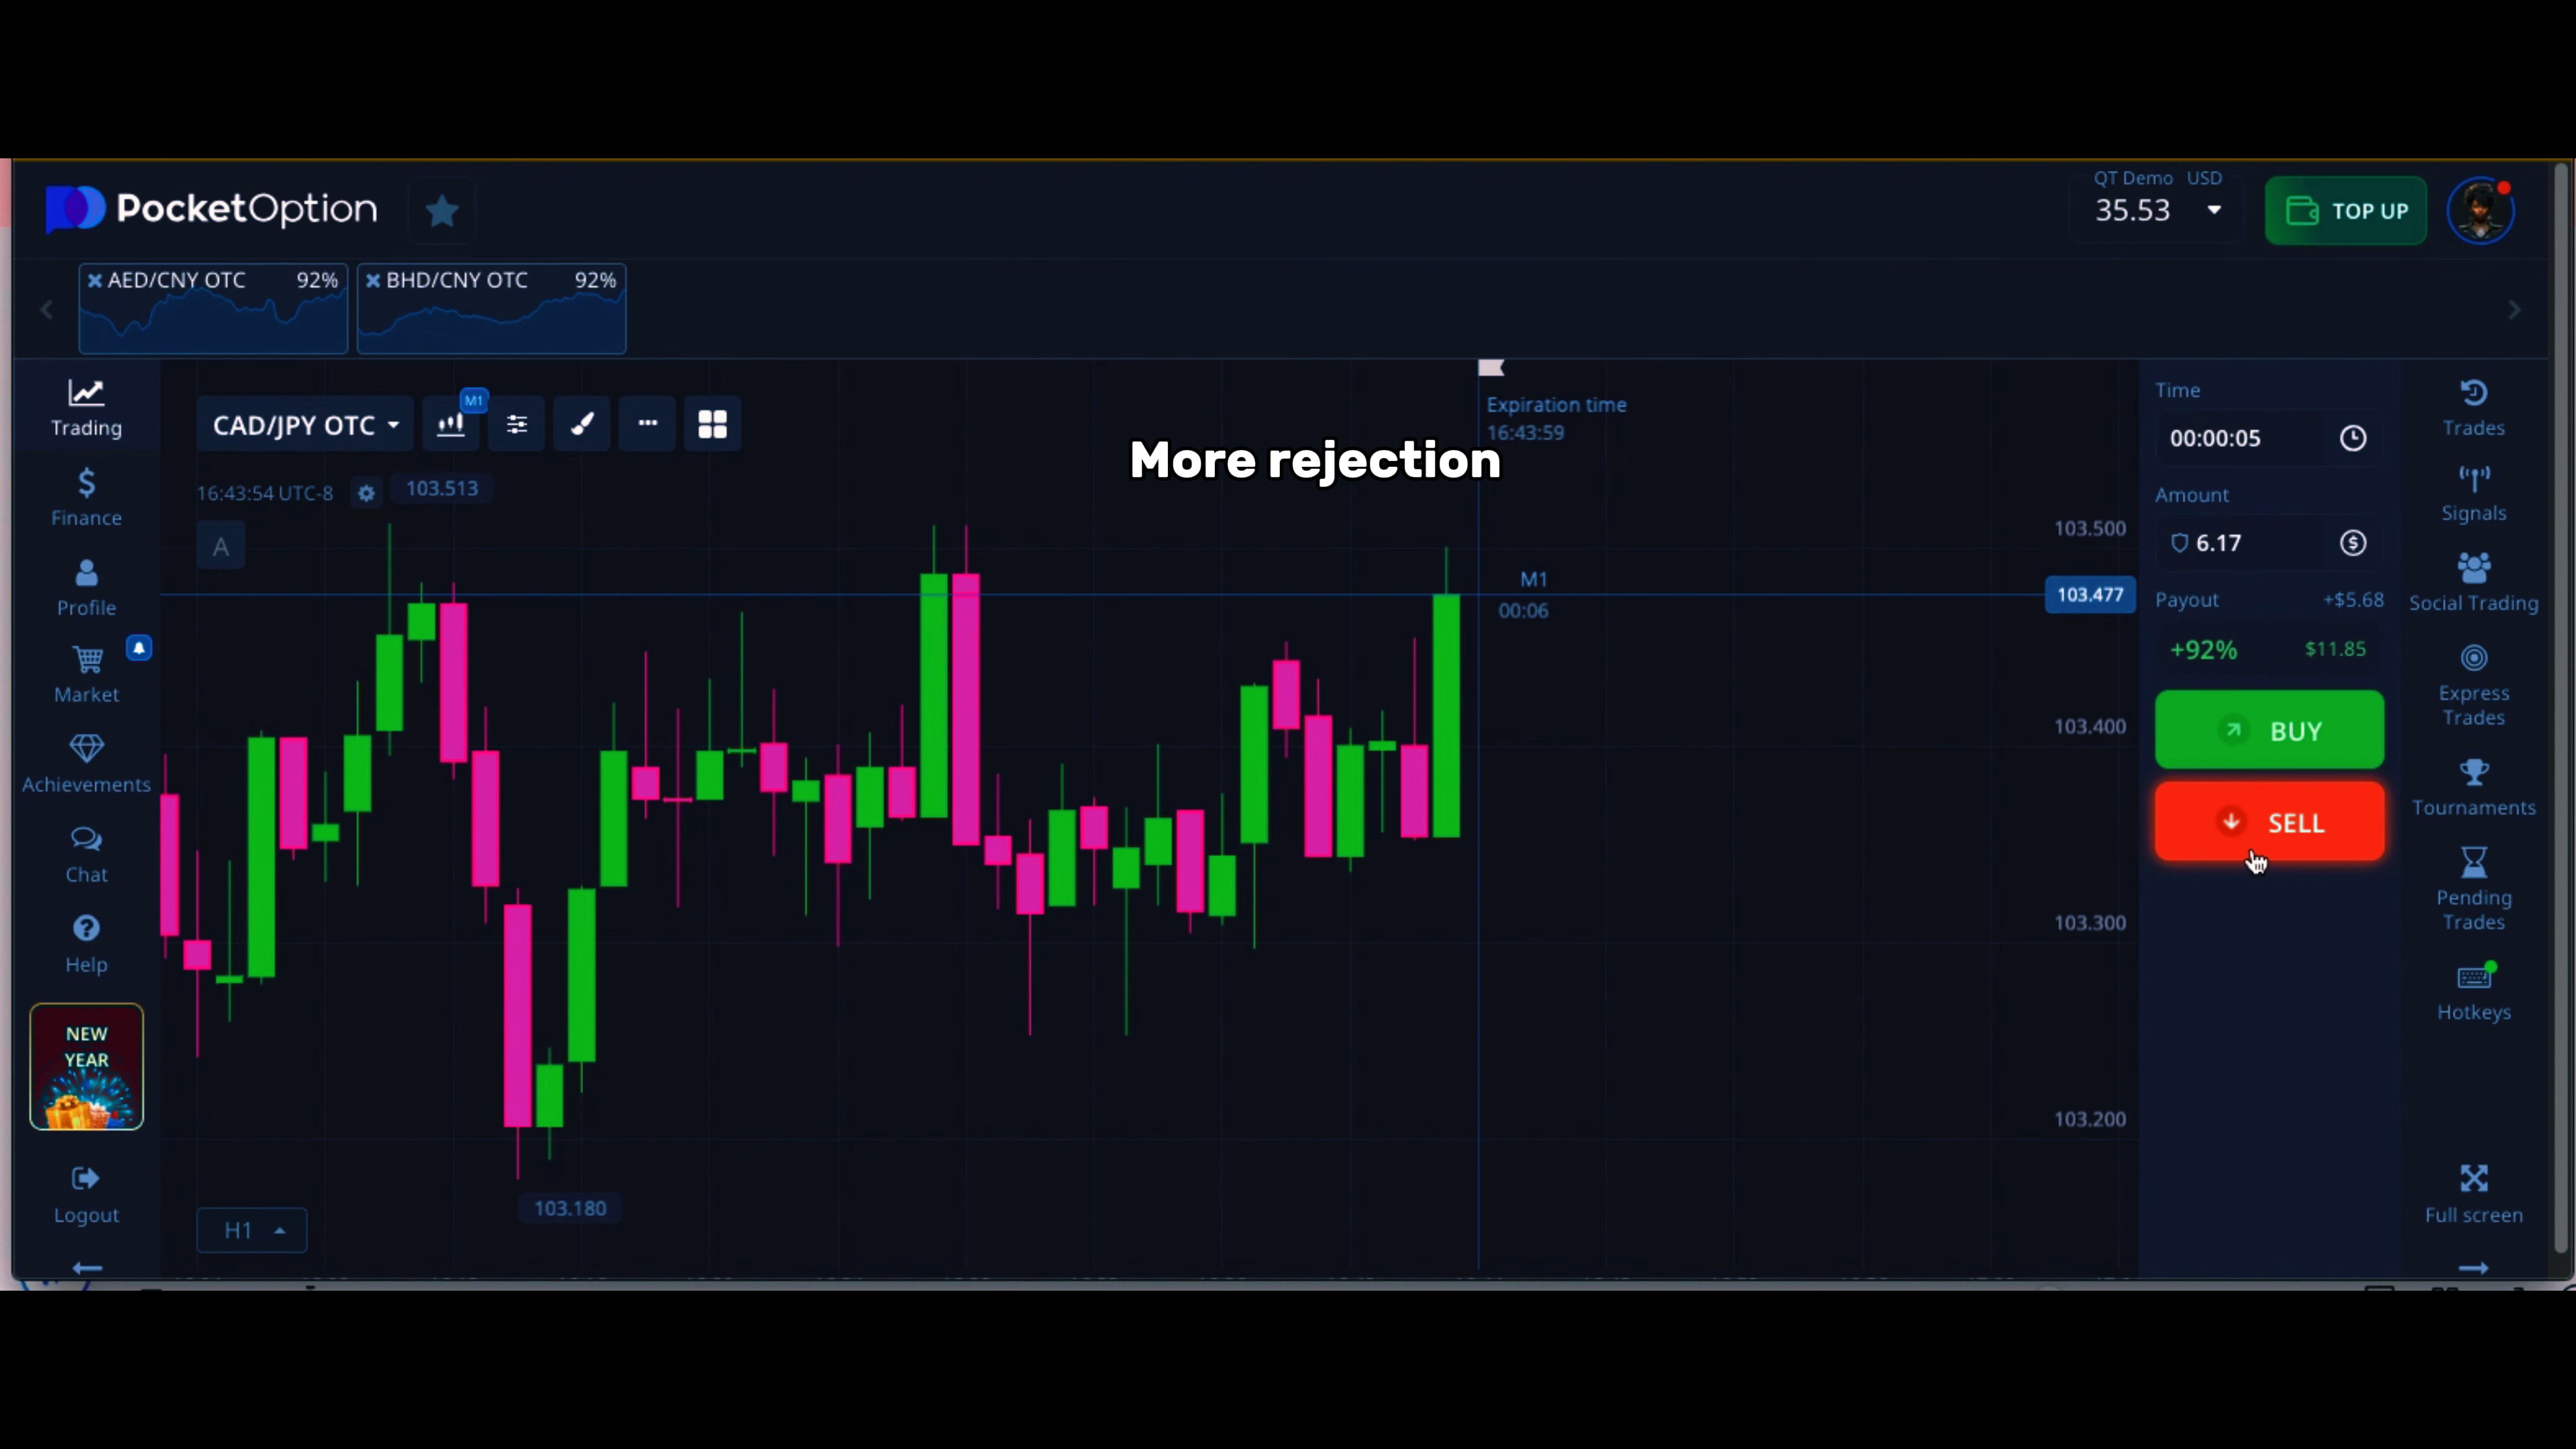 PocketOption
QT Demo USD
35.53
TOP UP
AED/CNY OTC 92%
BHD/CNY OTC 92%
Trading
Finance
Profile
Market
Achievements
Chat
Help
NEW
YEAR
Logout
CAD/JPY OTC
M1
16:43:54 UTC-8
103.513
A
More rejection
Expiration time
16:43:59
M1
00:06
103.500
103.477
103.400
103.300
103.200
103.180
H1
Time
00:00:05
Amount
6.17
Payout +$5.68
+92% $11.85
BUY
SELL
Trades
Signals
Social Trading
Express
Trades
Tournaments
Pending
Trades
Hotkeys
Full screen